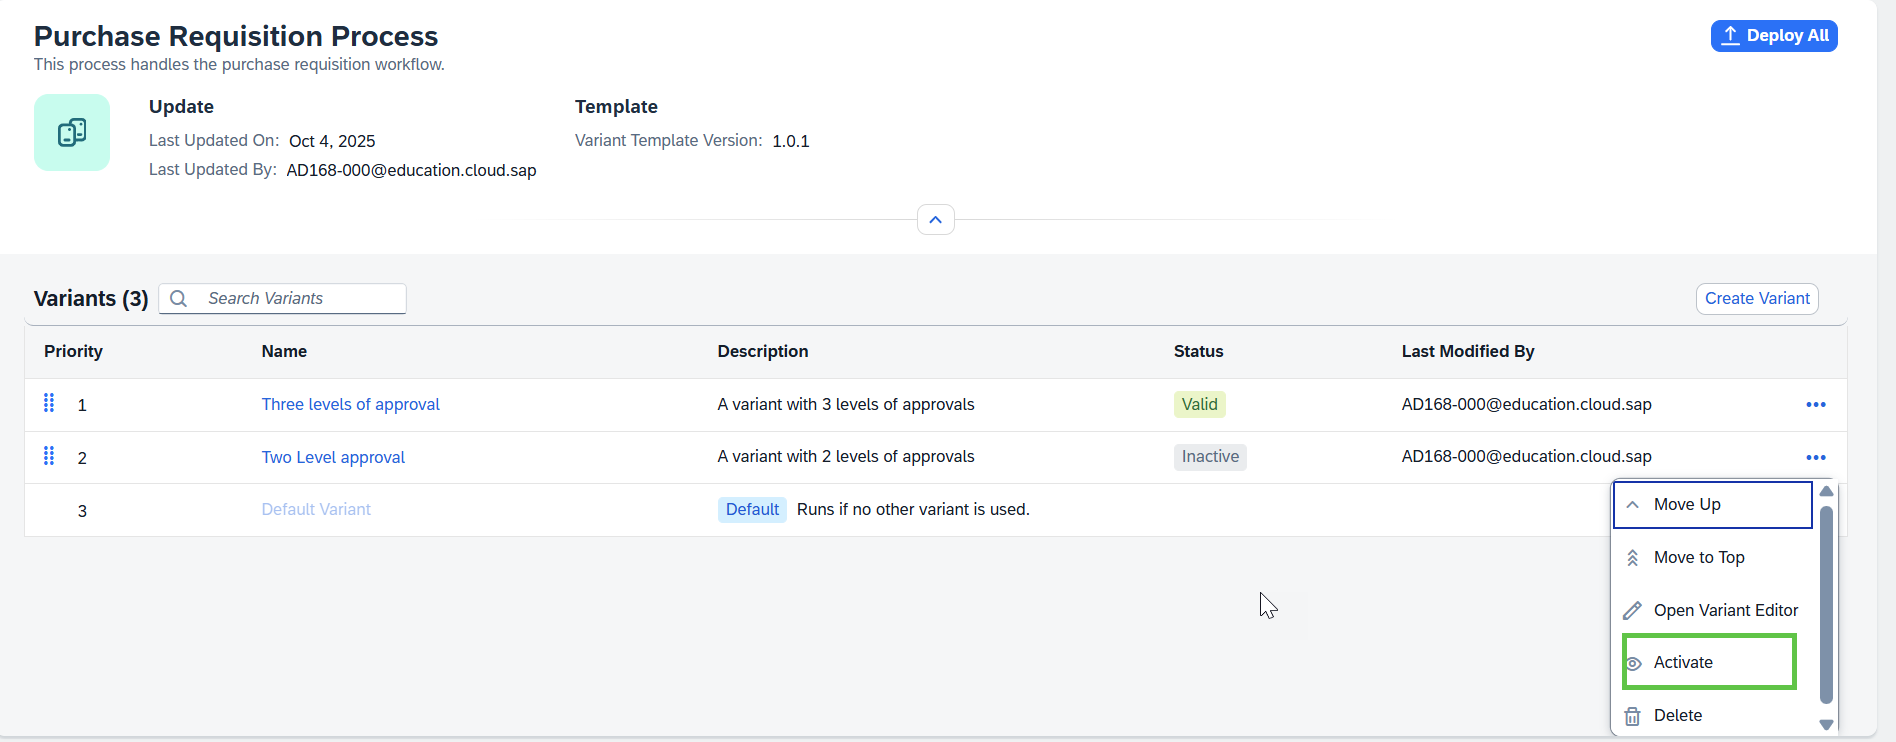 Purchase Requisition Process
Deploy All
This process handles the purchase requisition workflow.
Update
Template
Last Updated On: Oct 4, 2025
Variant Template Version: 1.0.1
Last Updated By: AD168-000@education.cloud.sap
Variants (3)
Search Variants
Create Variant
Priority Name Description Status Last Modified By
1 Three levels of approval A variant with 3 levels of approvals Valid AD168-000@education.cloud.sap
2 Two Level approval A variant with 2 levels of approvals Inactive AD168-000@education.cloud.sap
3 Default Variant Default Runs if no other variant is used.
Move Up
Move to Top
Open Variant Editor
Activate
Delete